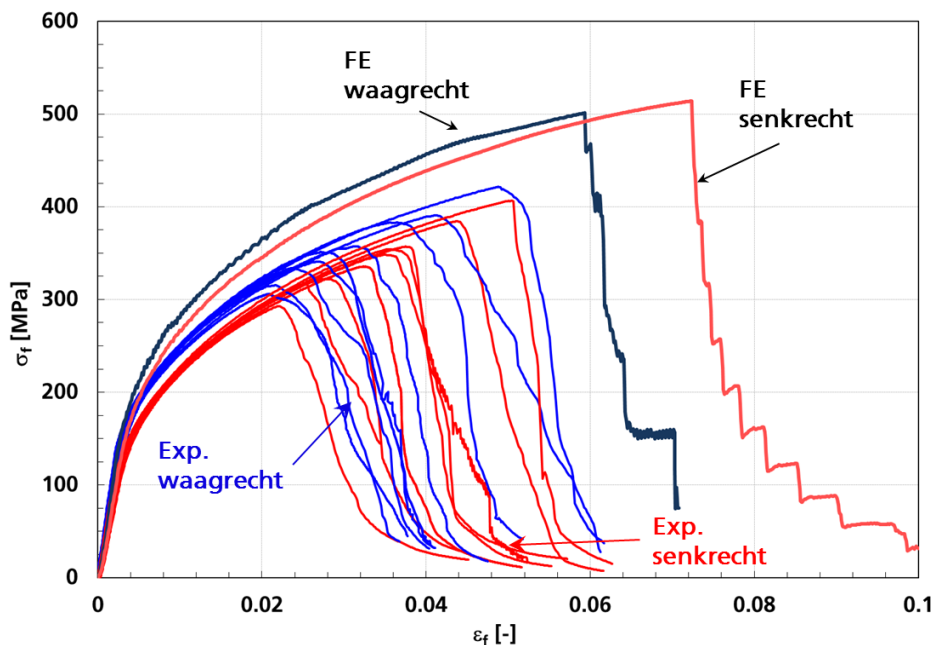 600
500
400
300
200
100
0
σf [MPa]
FE
waagrecht
FE
senkrecht
Exp.
waagrecht
Exp.
senkrecht
0
0.02
0.04
0.06
0.08
0.1
εf [-]